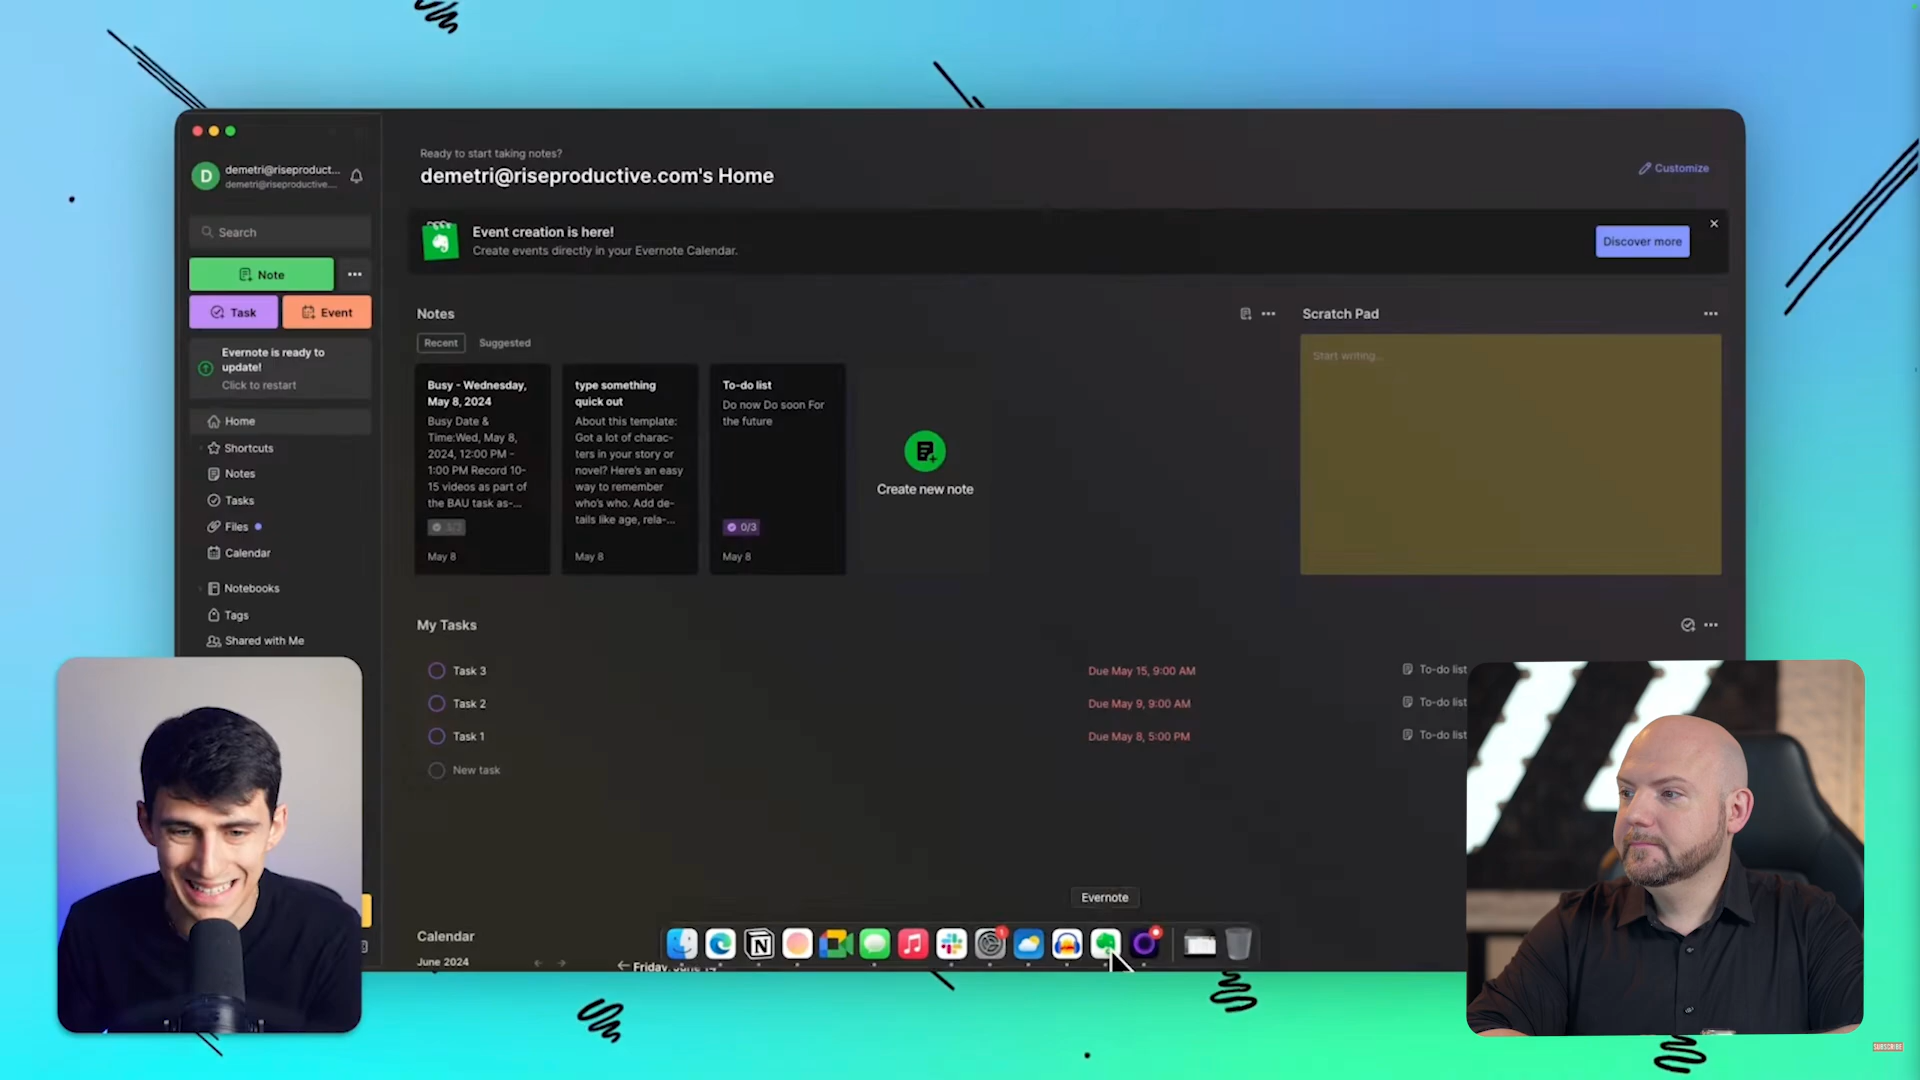 demetri@riseproduct...
demetri@riseproductive....
D
Search
Note
Task
Event
Evernote is ready to
update!
Click to restart
Home
Shortcuts
Notes
Tasks
Files
Calendar
Notebooks
Tags
Shared with Me
Ready to start taking notes?
demetri@riseproductive.com's Home
Customize
Event creation is here!
Create events directly in your Evernote Calendar.
Discover more
Notes
Recent
Suggested
Busy - Wednesday,
May 8, 2024
Busy Date &
Time:Wed, May 8,
2024, 12:00 PM -
1:00 PM Record 10-
15 videos as part of
the BAU task as-...
May 8
type something
quick out
About this template:
Got a lot of charac-
ters in your story or
novel? Here's an easy
way to remember
who's who. Add de-
tails like age, rela-...
May 8
To-do list
Do now Do soon For
the future
0/3
May 8
Create new note
Scratch Pad
Start writing...
My Tasks
Task 3
Due May 15, 9:00 AM
To-do list
Task 2
Due May 9, 9:00 AM
To-do list
Task 1
Due May 8, 5:00 PM
To-do list
New task
Evernote
Calendar
June 2024
Friday,
N
1
SUBSCRIBE